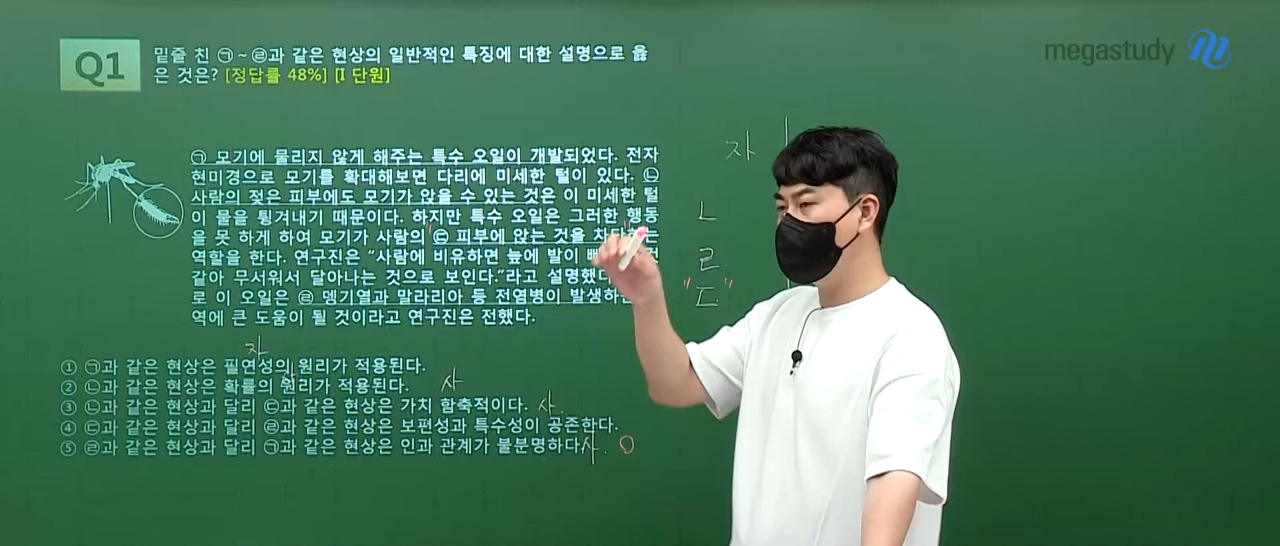 megastudy
Q1
밑줄 친 ㉠~㉣과 같은 현상의 일반적인 특징에 대한 설명으로 옳
은 것은? [정답률 48%] [I 단원]
㉠ 모기에 물리지 않게 해주는 특수 오일이 개발되었다. 전자
현미경으로 모기를 확대해보면 다리에 미세한 털이 있다. ㉡
사람의 젖은 피부에도 모기가 앉을 수 있는 것은 이 미세한 털
이 물을 튕겨내기 때문이다. 하지만 특수 오일은 그러한 행동
을 못 하게 하여 모기가 사람의 ㉢ 피부에 앉는 것을
역할을 한다. 연구진은 "사람에 비유하면 늪에 발이
같아 무서워서 달아나는 것으로 보인다."라고 설명했
로 이 오일은 ㉣ 뎅기열과 말라리아 등 전염병이 발생하
역에 큰 도움이 될 것이라고 연구진은 전했다.
자
① ㉠과 같은 현상은 필연성의 원리가 적용된다.
사
② ㉡과 같은 현상은 확률의 원리가 적용된다. 사
③ ㉡과 같은 현상과 달리 ㉢과 같은 현상은 가치 함축적이다. 사.
④ ㉢과 같은 현상과 달리 ㉣과 같은 현상은 보편성과 특수성이 공존한다.
⑤ ㉣과 같은 현상과 달리 ㉠과 같은 현상은 인과 관계가 불분명하다. 사. O
자
ㄴ
ㄹ
"ㄷ"